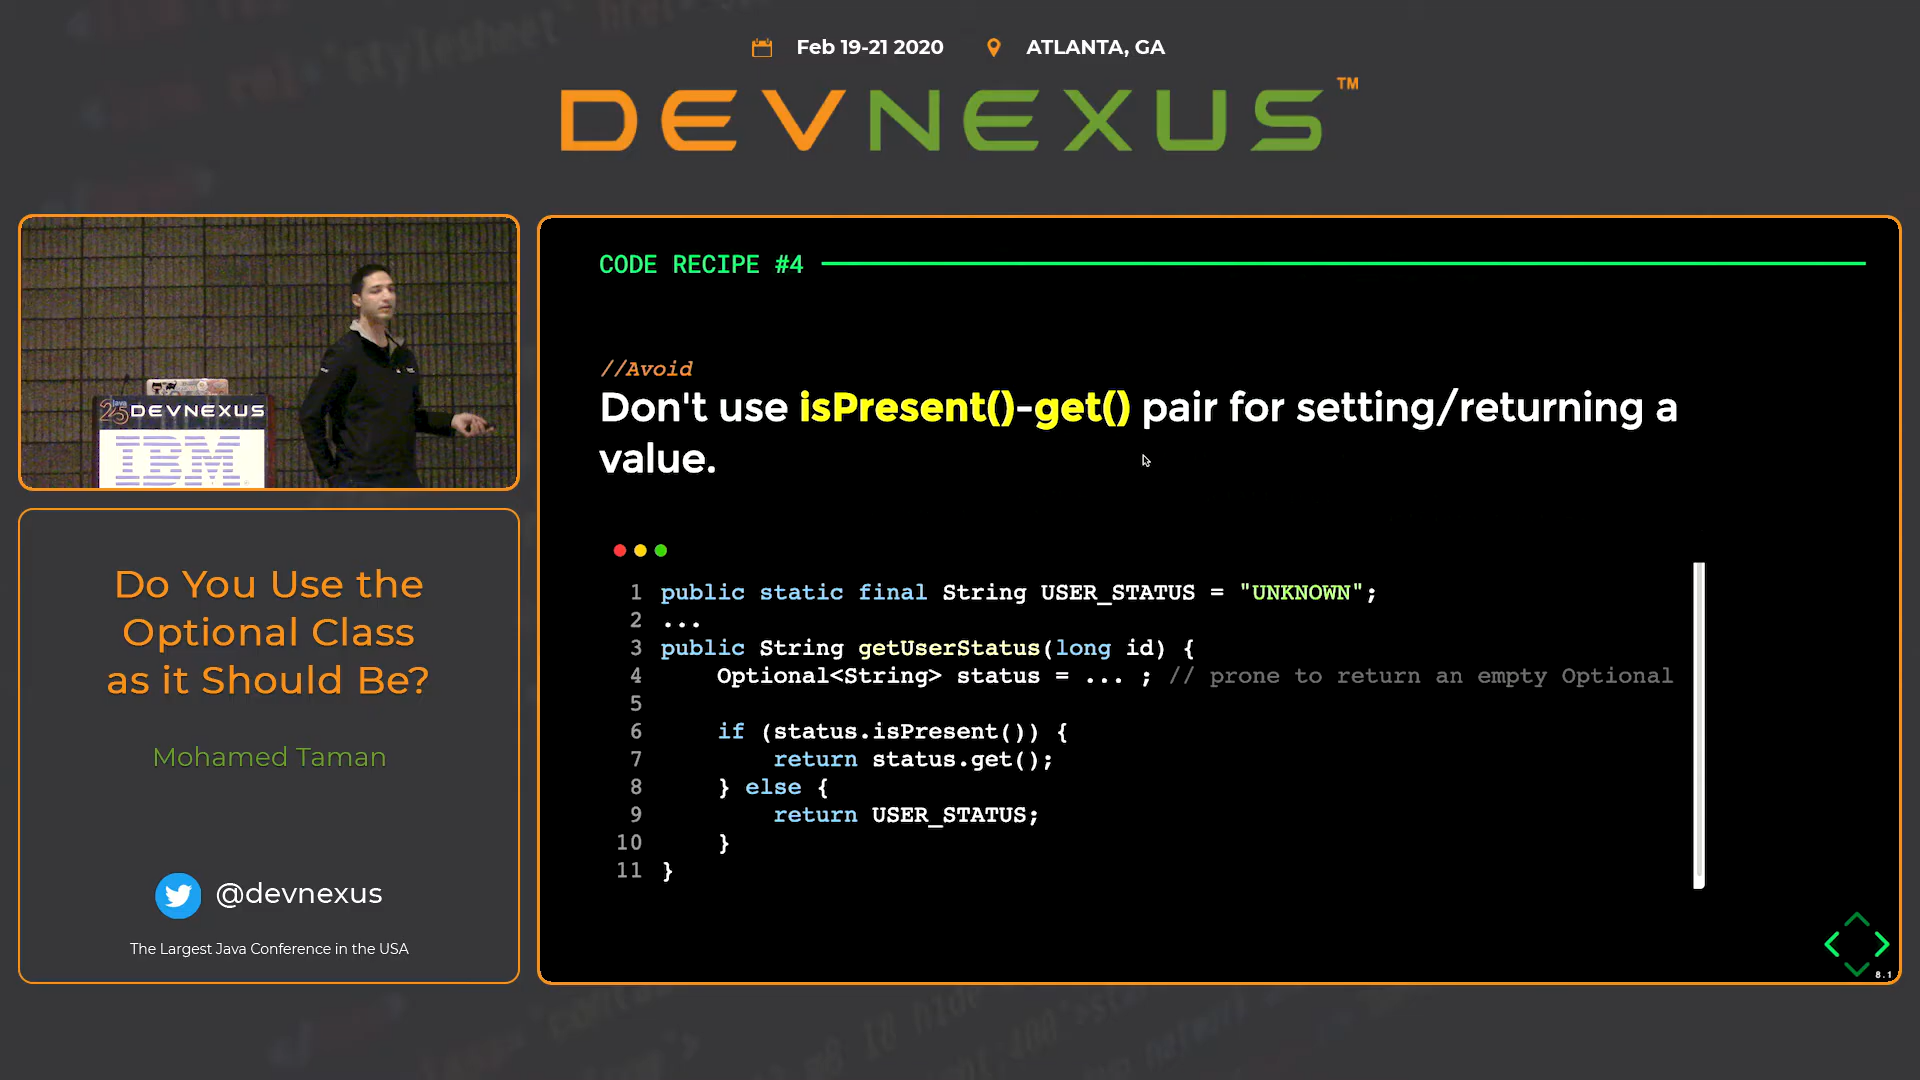 Feb 19-21 2020 ATLANTA, GA
DEVNEXUS™
java
25 DEVNEXUS
IBM
Do You Use the
Optional Class
as it Should Be?
Mohamed Taman
@devnexus
The Largest Java Conference in the USA
CODE RECIPE #4
//Avoid
Don't use isPresent()-get() pair for setting/returning a
value.
1 public static final String USER_STATUS = "UNKNOWN";
2 ...
3 public String getUserStatus(long id) {
4 Optional<String> status = ... ; // prone to return an empty Optional
5
6 if (status.isPresent()) {
7 return status.get();
8 } else {
9 return USER_STATUS;
10 }
11 }
8.1